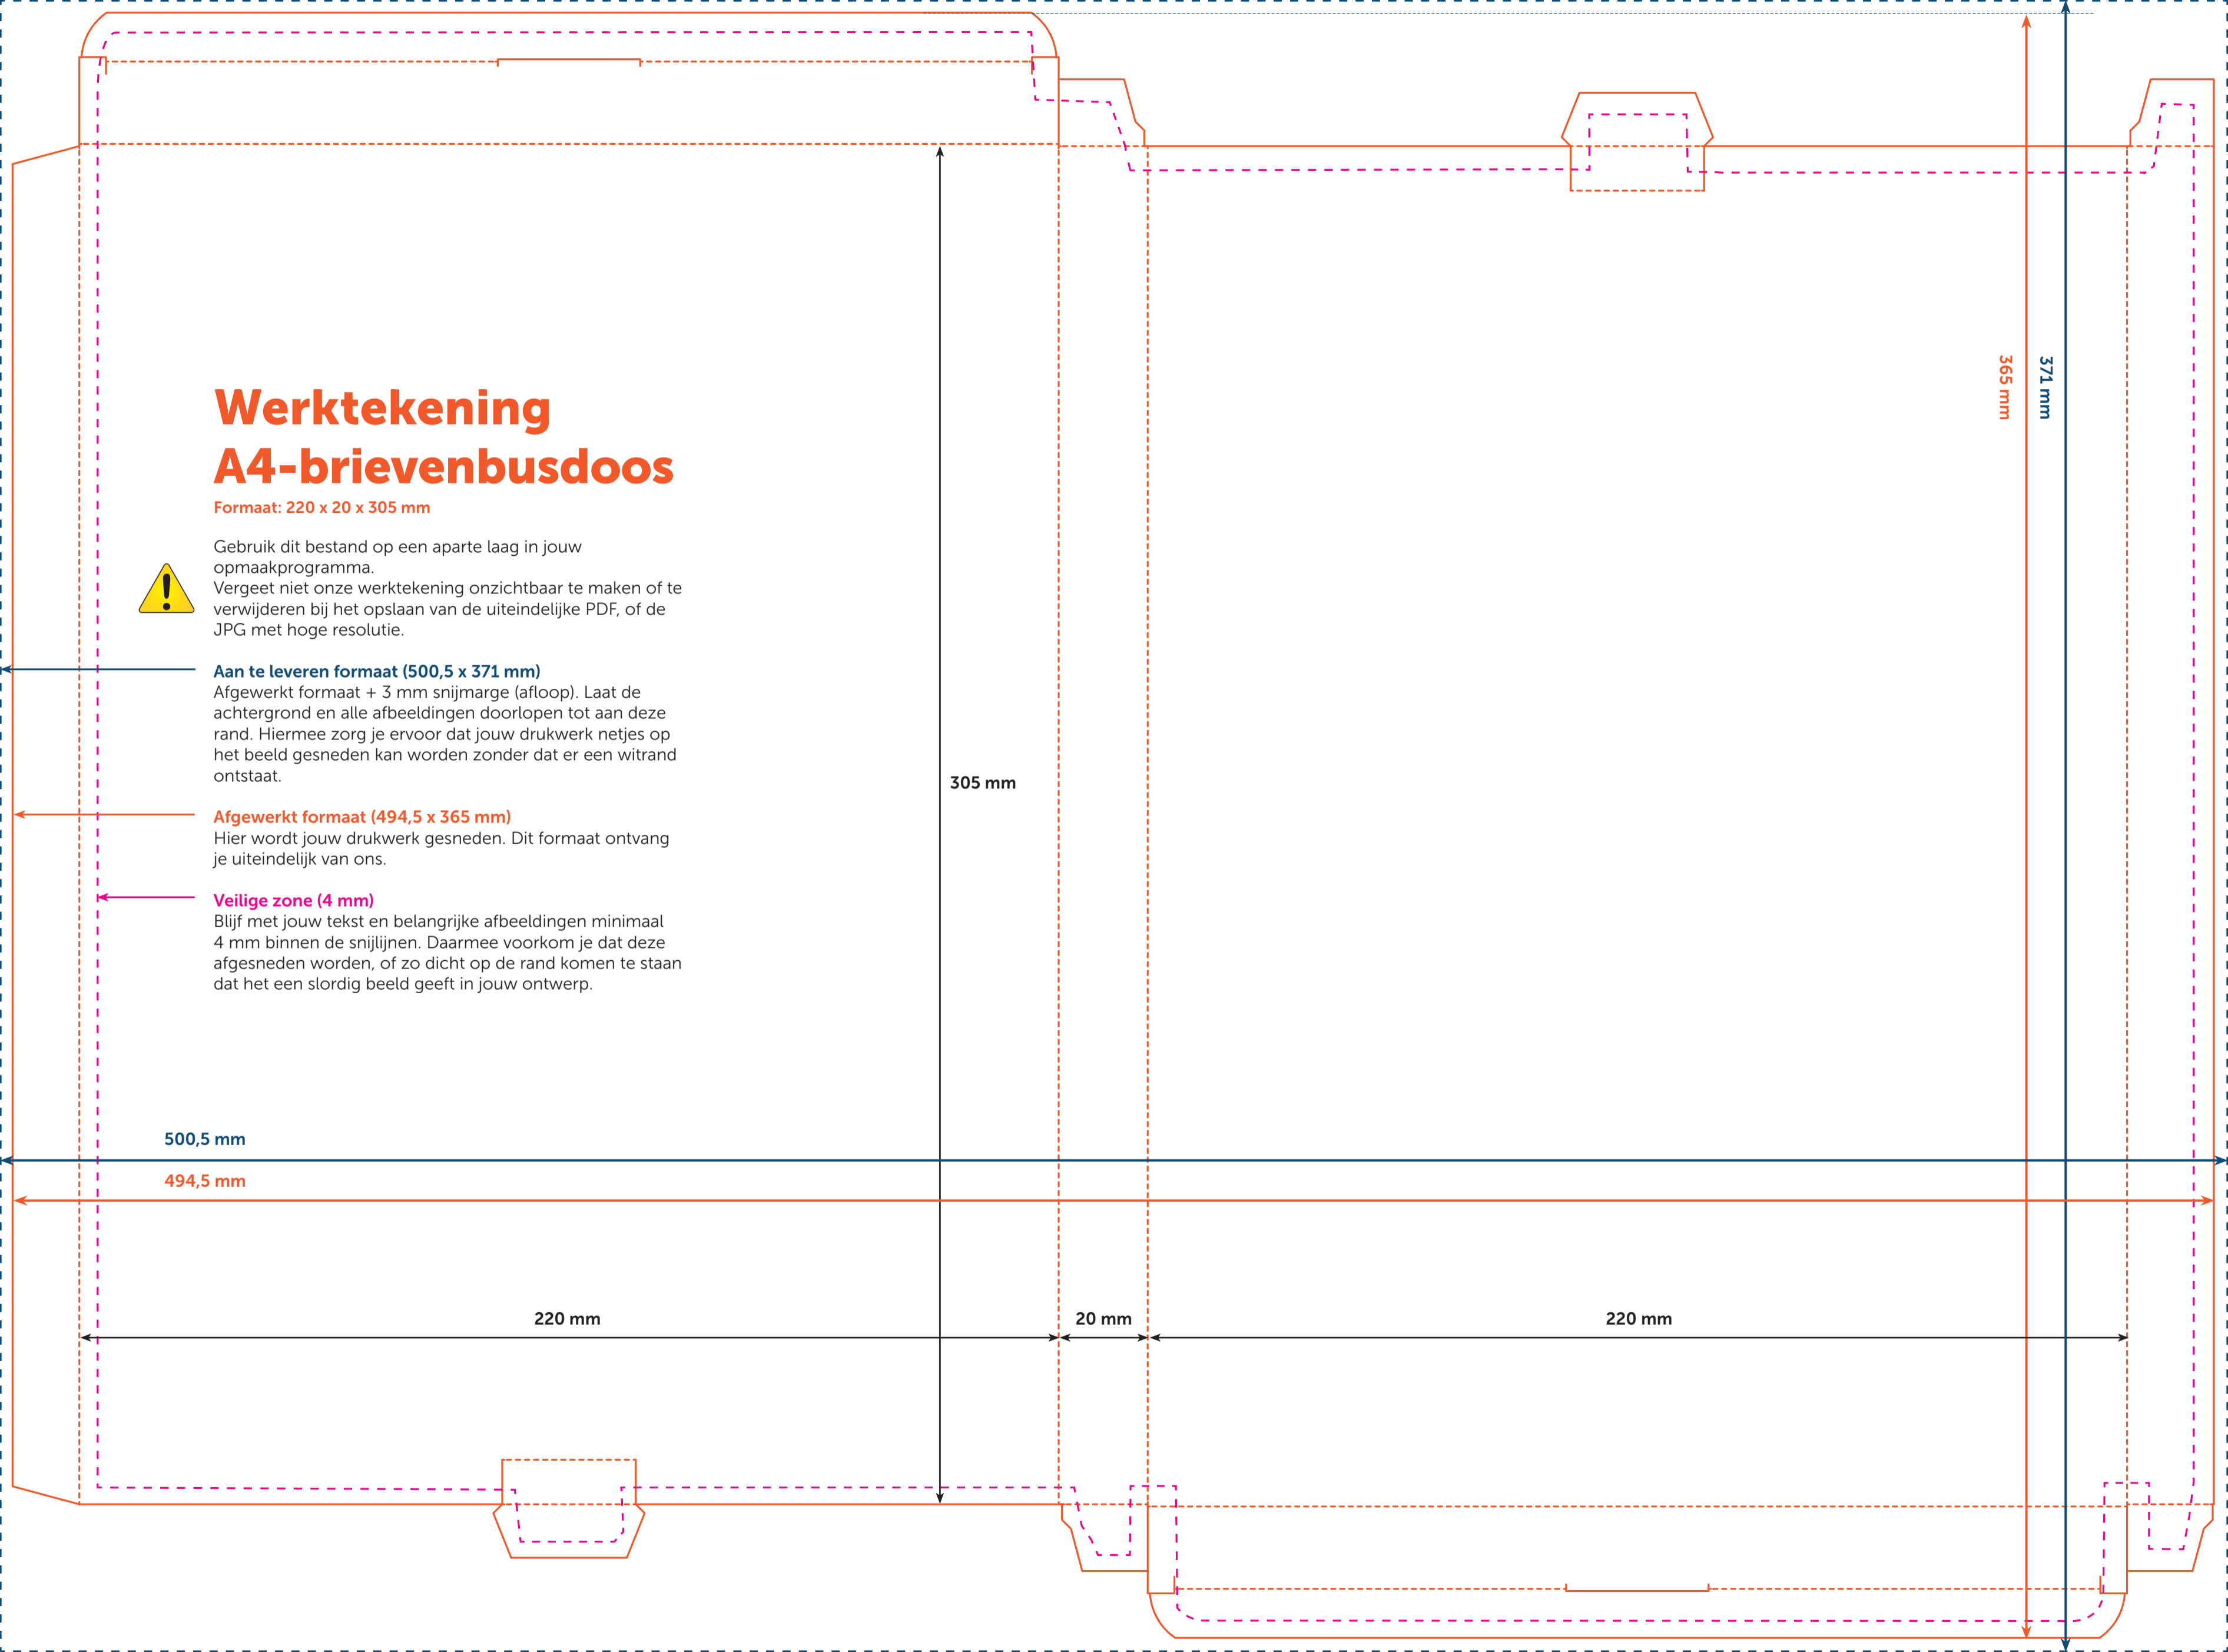 Werktekening
A4-brievenbusdoos
Formaat: 220 x 20 x 305 mm
Gebruik dit bestand op een aparte laag in jouw
opmaakprogramma.
Vergeet niet onze werktekening onzichtbaar te maken of te
verwijderen bij het opslaan van de uiteindelijke PDF, of de
JPG met hoge resolutie.
Aan te leveren formaat (500,5 x 371 mm)
Afgewerkt formaat + 3 mm snijmarge (afloop). Laat de
achtergrond en alle afbeeldingen doorlopen tot aan deze
rand. Hiermee zorg je ervoor dat jouw drukwerk netjes op
het beeld gesneden kan worden zonder dat er een witrand
ontstaat.
Afgewerkt formaat (494,5 x 365 mm)
Hier wordt jouw drukwerk gesneden. Dit formaat ontvang
je uiteindelijk van ons.
Veilige zone (4 mm)
Blijf met jouw tekst en belangrijke afbeeldingen minimaal
4 mm binnen de snijlijnen. Daarmee voorkom je dat deze
afgesneden worden, of zo dicht op de rand komen te staan
dat het een slordig beeld geeft in jouw ontwerp.
305 mm
365 mm
371 mm
500,5 mm
494,5 mm
220 mm
20 mm
220 mm